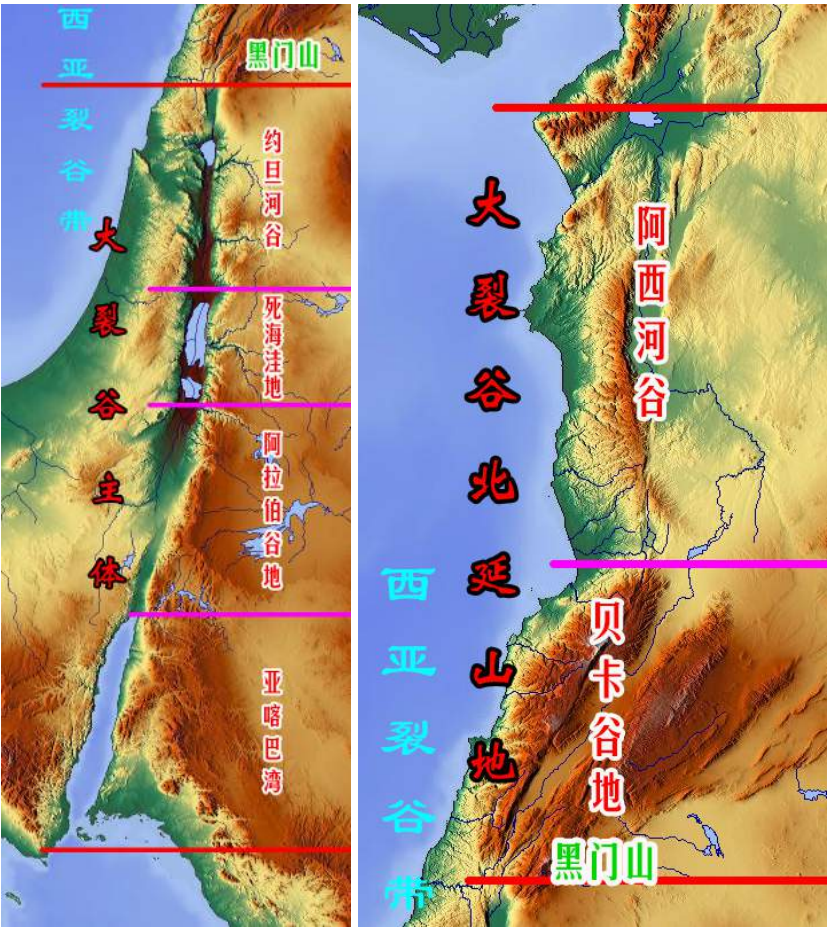 西亚裂谷带
黑门山
大裂谷主体
约旦河谷
死海洼地
阿拉伯谷地
亚喀巴湾
大裂谷北延山地
阿西河谷
西亚裂谷带
贝卡谷地
黑门山